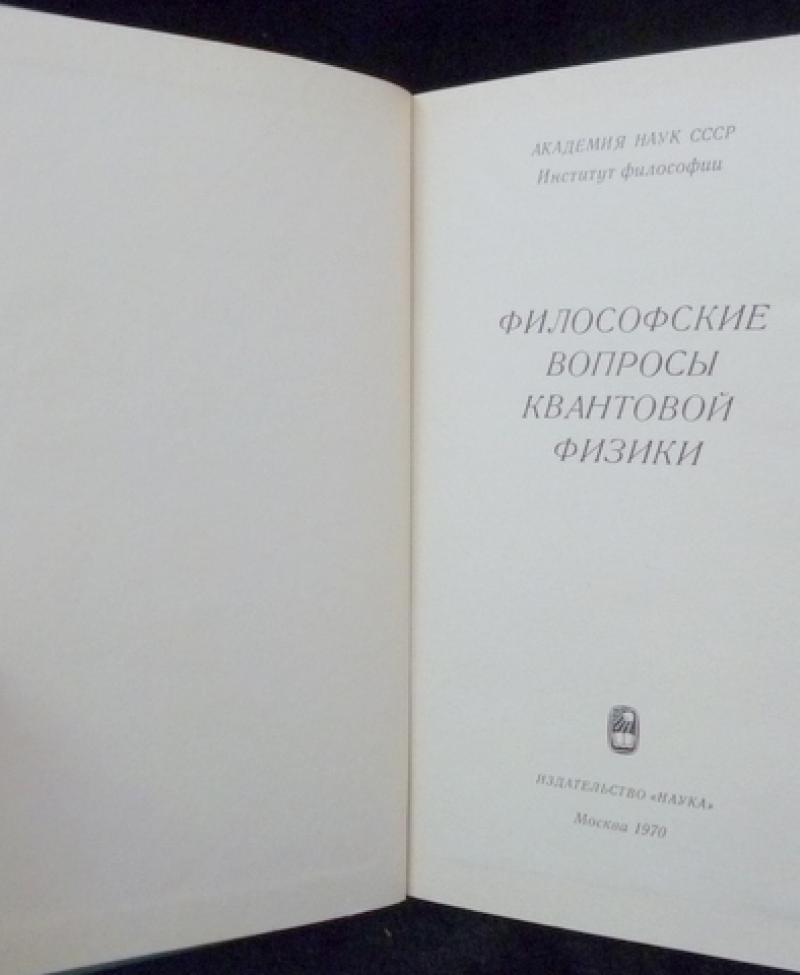 АКАДЕМИЯ НАУК СССР
Институт философии
ФИЛОСОФСКИЕ
ВОПРОСЫ
КВАНТОВОЙ
ФИЗИКИ
ИЗДАТЕЛЬСТВО «НАУКА»
Москва 1970